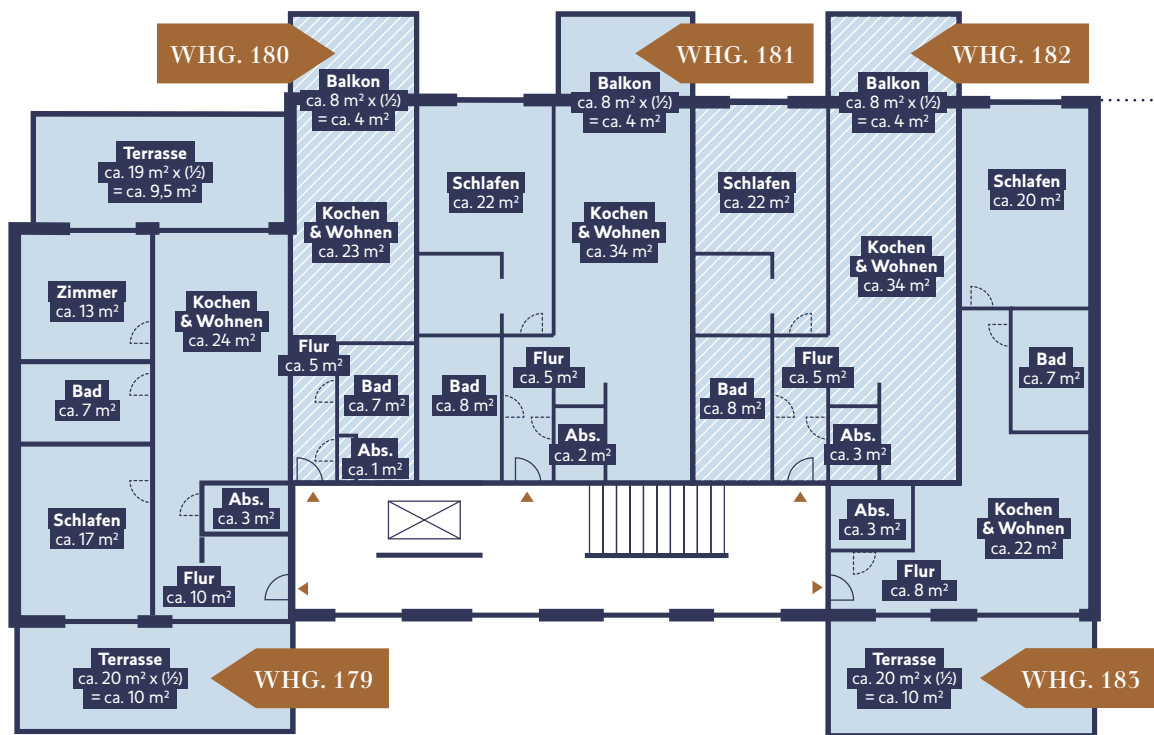 WHG. 180
WHG. 181
WHG. 182
Balkon
ca. 8 m² x (½)
= ca. 4 m²
Balkon
ca. 8 m² x (½)
= ca. 4 m²
Balkon
ca. 8 m² x (½)
= ca. 4 m²
Terrasse
ca. 19 m² x (½)
= ca. 9,5 m²
Schlafen
ca. 22 m²
Schlafen
ca. 22 m²
Schlafen
ca. 20 m²
Kochen
& Wohnen
ca. 23 m²
Kochen
& Wohnen
ca. 34 m²
Kochen
& Wohnen
ca. 34 m²
Zimmer
ca. 13 m²
Kochen
& Wohnen
ca. 24 m²
Flur
ca. 5 m²
Flur
ca. 5 m²
Flur
ca. 5 m²
Bad
ca. 7 m²
Bad
ca. 7 m²
Bad
ca. 8 m²
Bad
ca. 8 m²
Bad
ca. 7 m²
Abs.
ca. 1 m²
Abs.
ca. 2 m²
Abs.
ca. 3 m²
Schlafen
ca. 17 m²
Abs.
ca. 3 m²
Abs.
ca. 3 m²
Kochen
& Wohnen
ca. 22 m²
Flur
ca. 10 m²
Flur
ca. 8 m²
Terrasse
ca. 20 m² x (½)
= ca. 10 m²
WHG. 179
Terrasse
ca. 20 m² x (½)
= ca. 10 m²
WHG. 183